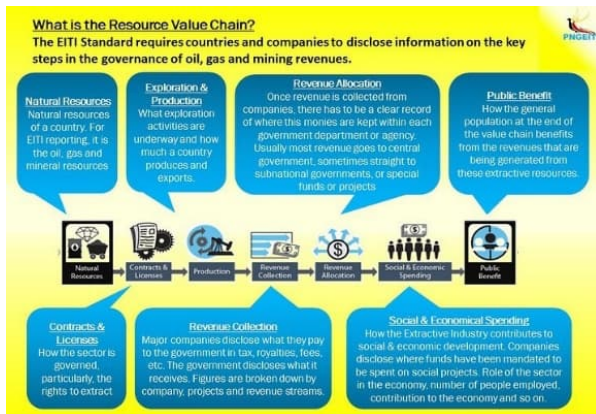 What is the Resource Value Chain?
The EITI Standard requires countries and companies to disclose information on the key
steps in the governance of oil, gas and mining revenues.
PNGEITI
Natural Resources
Natural resources
of a country. For
EITI reporting, it is
the oil, gas and
mineral resources
Exploration &
Production
What exploration
activities are
underway and how
much a country
produces and
exports.
Revenue Allocation
Once revenue is collected from
companies, there has to be a clear record
of where this monies are kept within each
government department or agency.
Usually most revenue goes to central
government, sometimes straight to
subnational governments, or special
funds or projects
Public Benefit
How the general
population at the end of
the value chain benefits
from the revenues that are
being generated from
these extractive resources.
Natural
Resources
Contracts &
Licenses
Production
Revenue
Collection
Revenue
Allocation
Social & Economic
Spending
Public
Benefit
Contracts &
Licenses
How the sector is
governed,
particularly, the
rights to extract
Revenue Collection
Major companies disclose what they
pay to the government in tax, royalties, fees,
etc. The government discloses what it
receives. Figures are broken down by
company, projects and revenue streams.
Social & Economical Spending
How the Extractive Industry contributes to
social & economic development. Companies
disclose where funds have been mandated to
be spent on social projects. Role of the sector
in the economy, number of people employed,
contribution to the economy and so on.